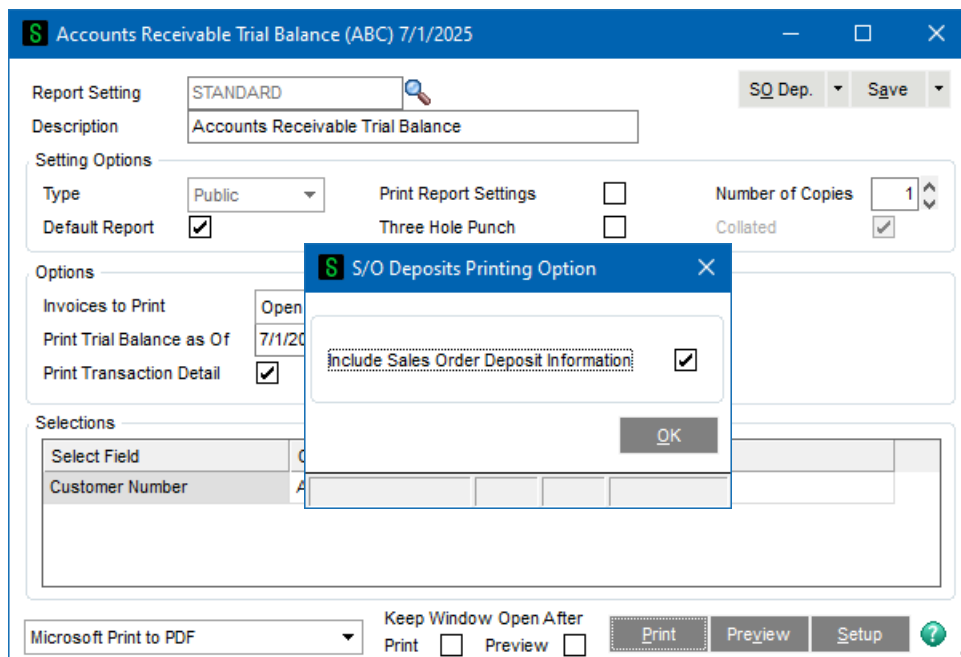 S Accounts Receivable Trial Balance (ABC) 7/1/2025
Report Setting STANDARD SO Dep. Save
Description Accounts Receivable Trial Balance
Setting Options
Type Public Print Report Settings Number of Copies 1
Default Report Three Hole Punch Collated
S S/O Deposits Printing Option
Options
Invoices to Print Open
Print Trial Balance as Of 7/1/20
Include Sales Order Deposit Information
Print Transaction Detail
Selections
OK
Select Field
Customer Number A
Keep Window Open After
Microsoft Print to PDF Print Preview Print Preview Setup ?